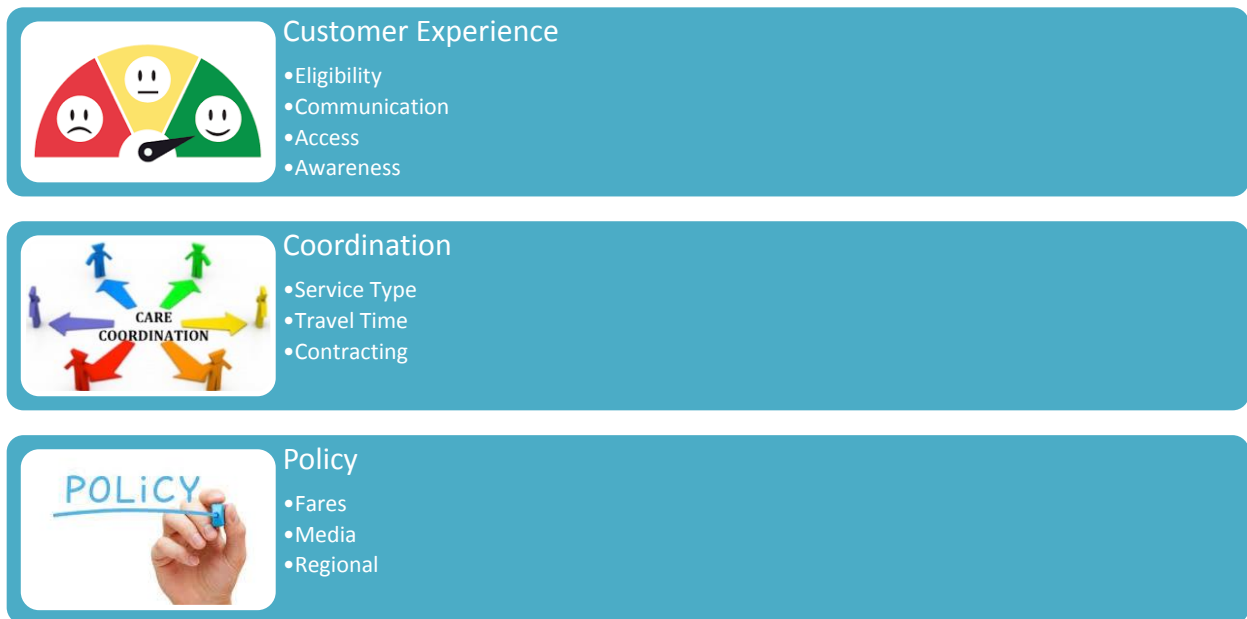 Customer Experience
•Eligibility
•Communication
•Access
•Awareness
Coordination
•Service Type
•Travel Time
•Contracting
CARE
COORDINATION
Policy
•Fares
•Media
•Regional
POLiCY